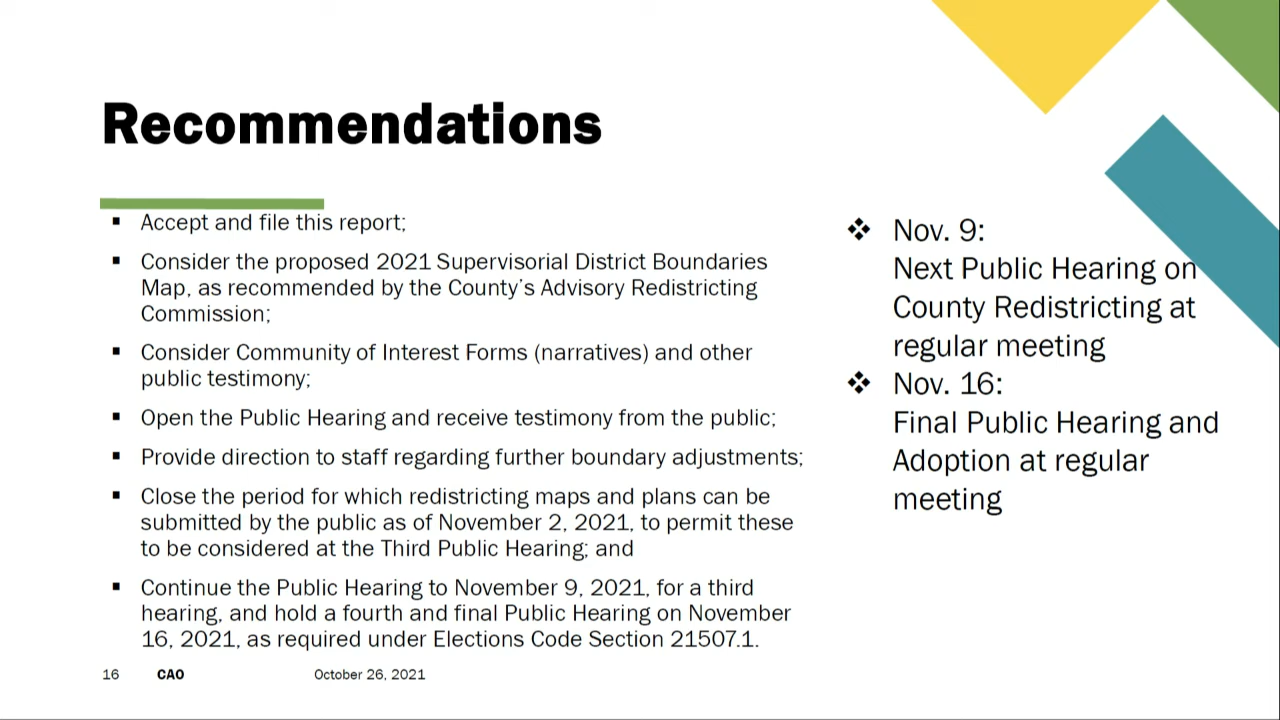 Recommendations
▪ Accept and file this report;
▪ Consider the proposed 2021 Supervisorial District Boundaries
Map, as recommended by the County's Advisory Redistricting
Commission;
▪ Consider Community of Interest Forms (narratives) and other
public testimony;
▪ Open the Public Hearing and receive testimony from the public;
▪ Provide direction to staff regarding further boundary adjustments;
▪ Close the period for which redistricting maps and plans can be
submitted by the public as of November 2, 2021, to permit these
to be considered at the Third Public Hearing; and
▪ Continue the Public Hearing to November 9, 2021, for a third
hearing, and hold a fourth and final Public Hearing on November
16, 2021, as required under Elections Code Section 21507.1.
❖ Nov. 9:
Next Public Hearing on
County Redistricting at
regular meeting
❖ Nov. 16:
Final Public Hearing and
Adoption at regular
meeting
16 CAO October 26, 2021